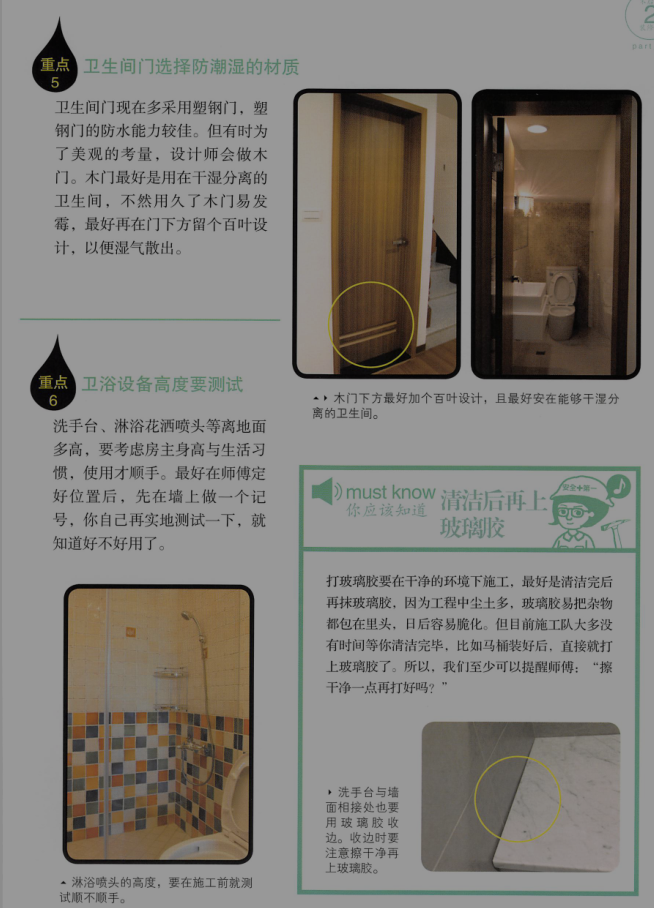 2
part
重点
5
卫生间门选择防潮湿的材质
卫生间门现在多采用塑钢门，塑
钢门的防水能力较佳。但有时为
了美观的考量，设计师会做木
门。木门最好是用在干湿分离的
卫生间，不然用久了木门易发
霉，最好再在门下方留个百叶设
计，以便湿气散出。
木门下方最好加个百叶设计，且最好安在能够干湿分
离的卫生间。
重点
6
卫浴设备高度要测试
洗手台、淋浴花洒喷头等离地面
多高，要考虑房主身高与生活习
惯，使用才顺手。最好在师傅定
好位置后，先在墙上做一个记
号，你自己再实地测试一下，就
知道好不好用了。
淋浴喷头的高度，要在施工前就测
试顺不顺手。
must know
你应该知道
清洁后再上
玻璃胶
安全+第一
打玻璃胶要在干净的环境下施工，最好是清洁完后
再抹玻璃胶，因为工程中尘土多，玻璃胶易把杂物
都包在里头，日后容易脆化。但目前施工队大多没
有时间等你清洁完毕，比如马桶装好后，直接就打
上玻璃胶了。所以，我们至少可以提醒师傅：“擦
干净一点再打好吗？”
洗手台与墙
面相接处也要
用玻璃胶收
边。收边时要
注意擦干净再
上玻璃胶。